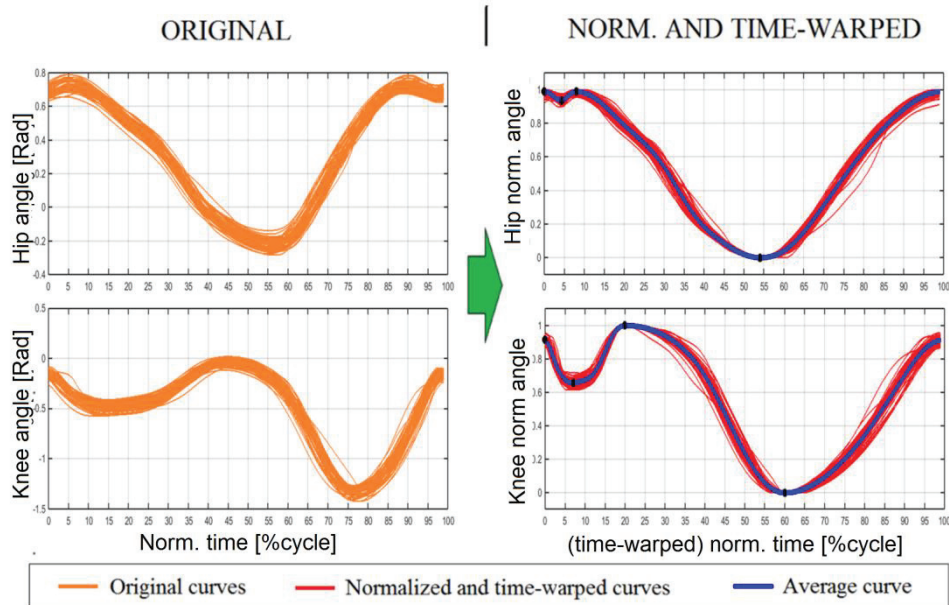 ORIGINAL
NORM. AND TIME-WARPED
Hip angle [Rad]
0.8
0.6
0.4
0.2
0
-0.2
-0.4
0 5 10 15 20 25 30 35 40 45 50 55 60 65 70 75 80 85 90 95 100
Hip norm. angle
1
0.8
0.6
0.4
0.2
0
0 5 10 15 20 25 30 35 40 45 50 55 60 65 70 75 80 85 90 95 100
Knee angle [Rad]
0.5
0
-0.5
-1
-1.5
0 5 10 15 20 25 30 35 40 45 50 55 60 65 70 75 80 85 90 95 100
Norm. time [%cycle]
Knee norm angle
1
0.8
0.6
0.4
0.2
0
0 5 10 15 20 25 30 35 40 45 50 55 60 65 70 75 80 85 90 95 100
(time-warped) norm. time [%cycle]
Original curves
Normalized and time-warped curves
Average curve